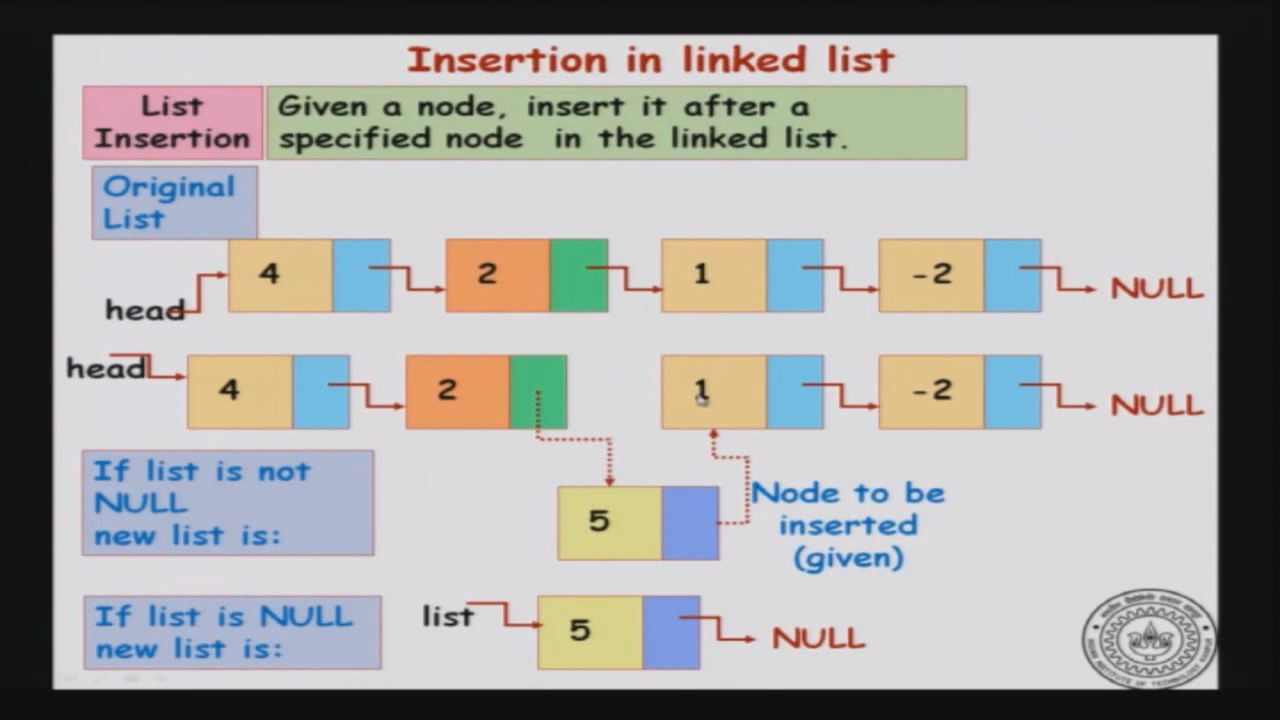 Insertion in linked list
List
Insertion
Given a node, insert it after a
specified node in the linked list.
Original
List
4
2
1
-2
NULL
head
head
4
2
1
-2
NULL
If list is not
NULL
new list is:
5
Node to be
inserted
(given)
If list is NULL
new list is:
list
5
NULL